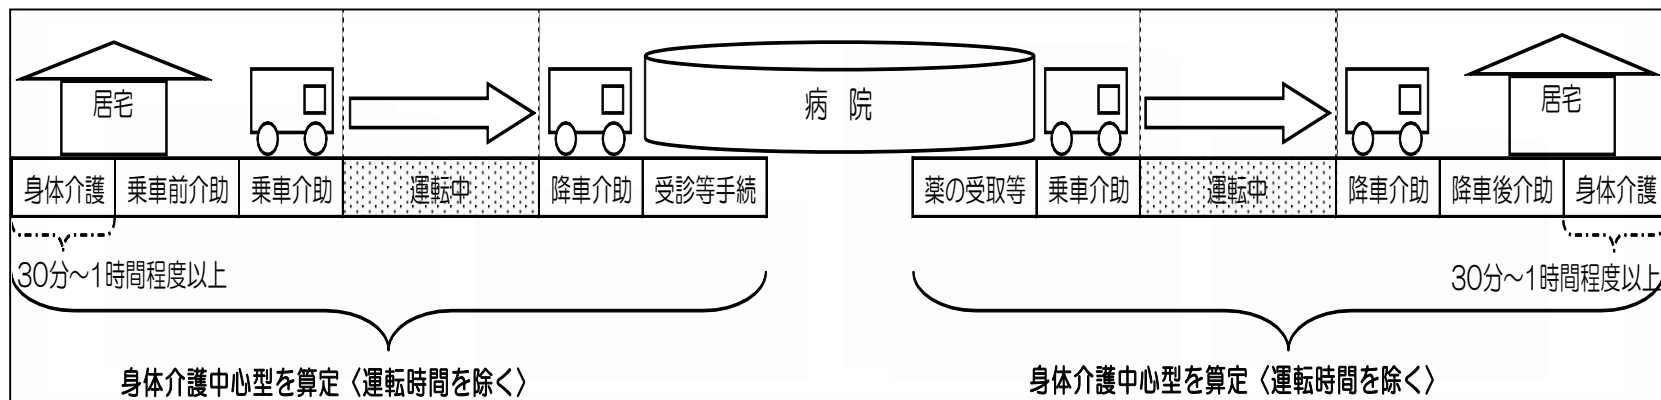 居宅
病 院
居宅
身体介護 乗車前介助 乗車介助 運転中 降車介助 受診等手続
薬の受取等 乗車介助 運転中 降車介助 降車後介助 身体介護
30分～1時間程度以上
30分～1時間程度以上
身体介護中心型を算定〈運転時間を除く〉
身体介護中心型を算定〈運転時間を除く〉